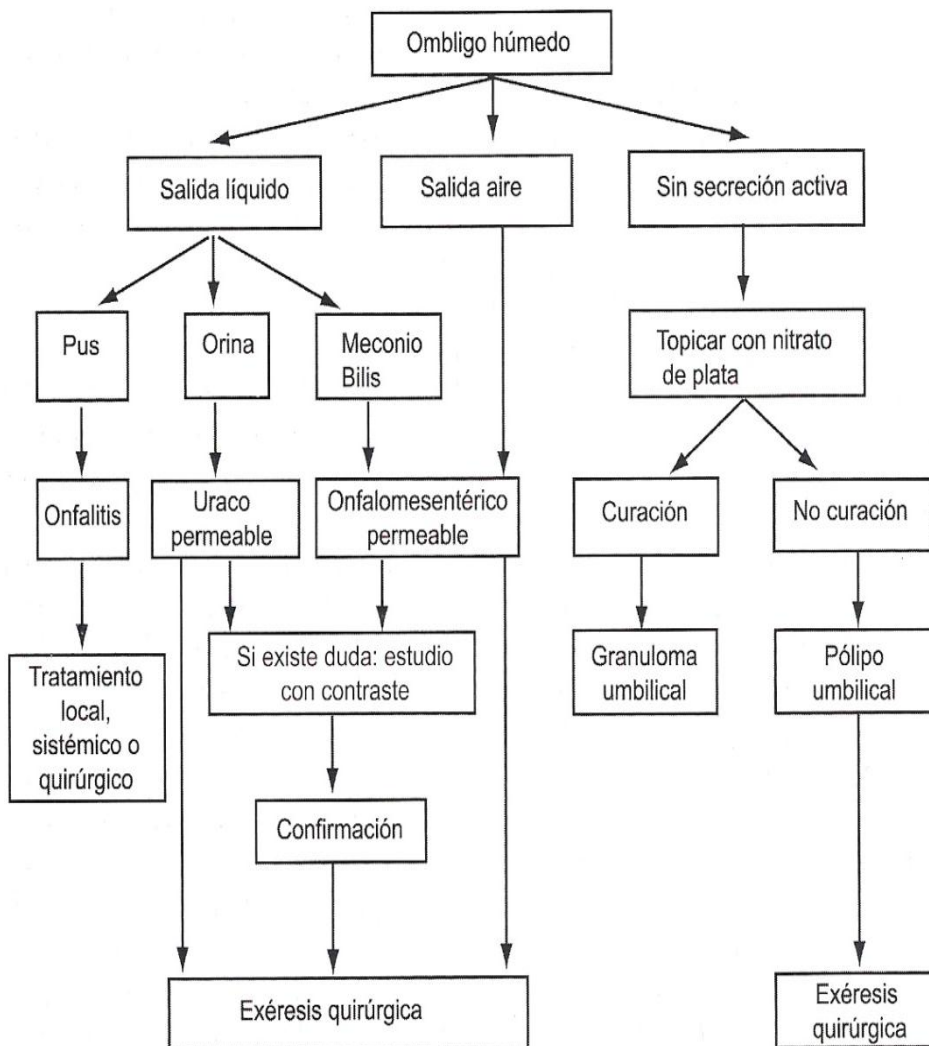 Ombligo húmedo
Salida líquido
Salida aire
Sin secreción activa
Pus
Orina
Meconio
Bilis
Topicar con nitrato
de plata
Onfalitis
Uraco
permeable
Onfalomesentérico
permeable
Curación
No curación
Si existe duda: estudio
con contraste
Granuloma
umbilical
Pólipo
umbilical
Tratamiento
local,
sistémico o
quirúrgico
Confirmación
Exéresis quirúrgica
Exéresis
quirúrgica